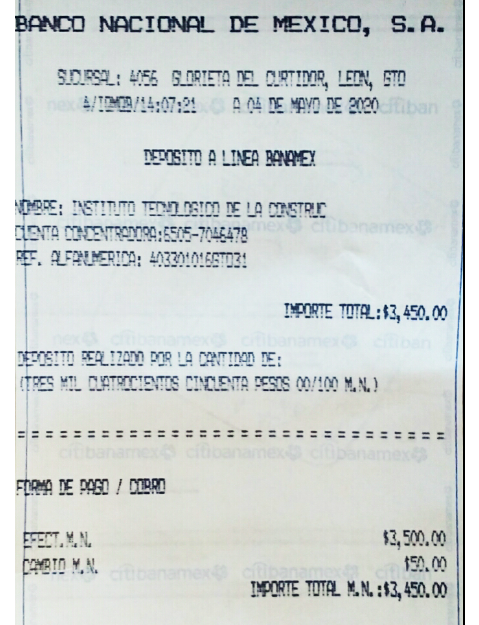 BANCO NACIONAL DE MEXICO, S.A.
SUCURSAL: 4056 GLORIETA DEL CURTIDOR, LEON, GTO
A 04 DE MAYO DE 2020
DEPOSITO A LINEA BANAMEX
NOMBRE: INSTITUTO TECNOLOGICO DE LA CONSTRUC
CUENTA CONCENTRADORA:6505-7046478
REF. ALFANUMERICA:
IMPORTE TOTAL:$3,450.00
DEPOSITO REALIZADO POR LA CANTIDAD DE:
(TRES MIL CUATROCIENTOS CINCUENTA PESOS 00/100 M.N.)
FORMA DE PAGO / COBRO
EFECT.M.N. $3,500.00
CAMBIO M.N. $50.00
IMPORTE TOTAL M.N.:$3,450.00